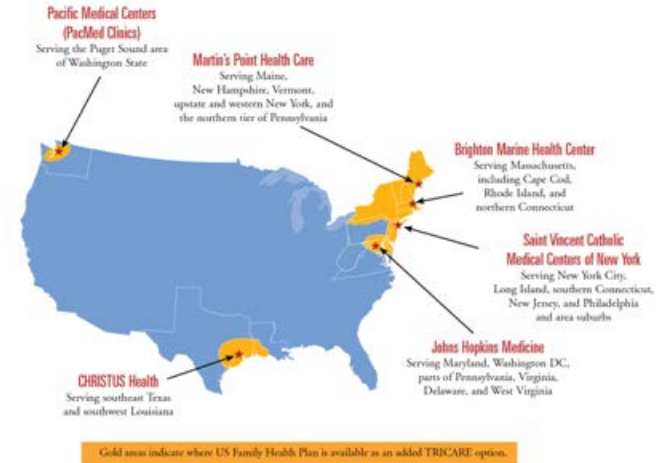 Pacific Medical Centers
(PacMed Clinics)
Serving the Puget Sound area
of Washington State
Martin's Point Health Care
Serving Maine,
New Hampshire, Vermont,
upstate and western New York, and
the northern tier of Pennsylvania
Brighton Marine Health Center
Serving Massachusetts,
including Cape Cod,
Rhode Island, and
northern Connecticut
Saint Vincent Catholic
Medical Centers of New York
Serving New York City,
Long Island, southern Connecticut,
New Jersey, and Philadelphia
and area suburbs
Johns Hopkins Medicine
Serving Maryland, Washington DC,
parts of Pennsylvania, Virginia,
Delaware, and West Virginia
CHRISTUS Health
Serving southeast Texas
and southwest Louisiana
Gold areas indicate where US Family Health Plan is available as an added TRICARE option.